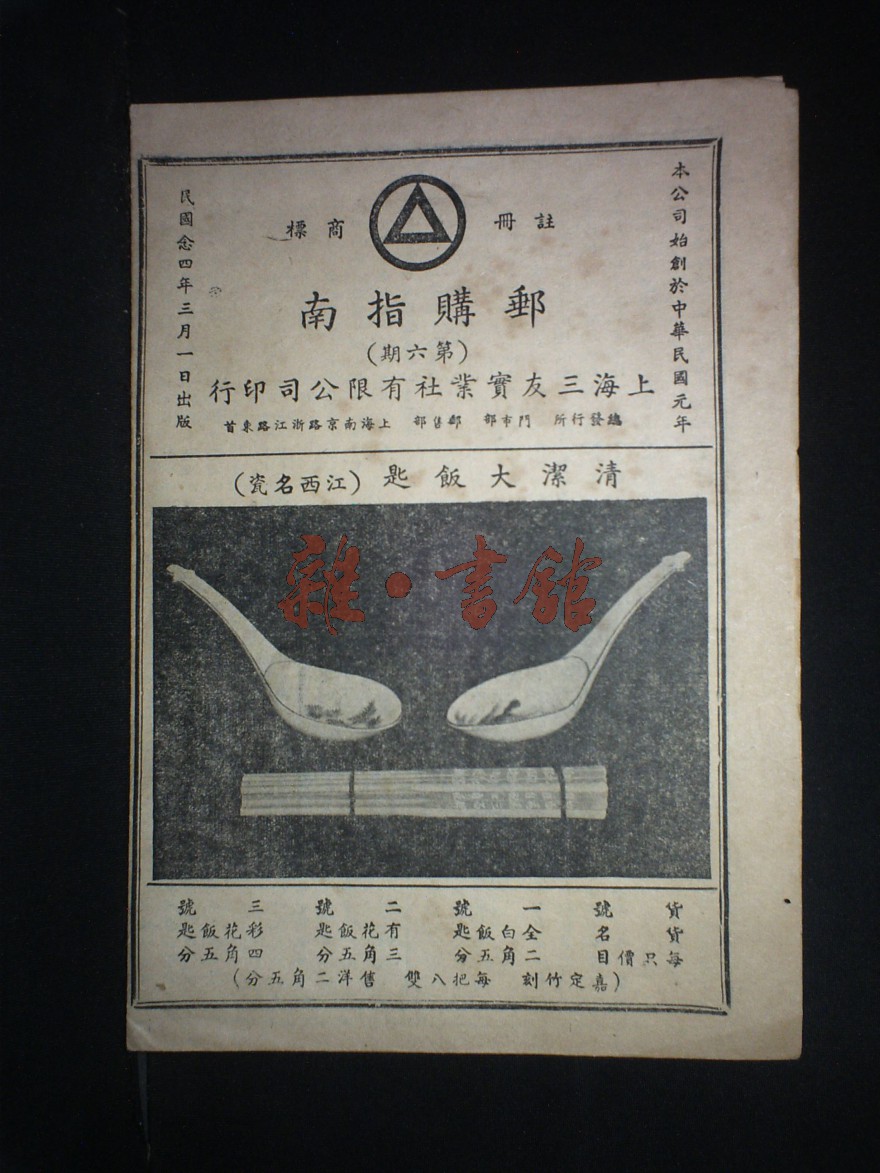 本公司始創於中華民國元年
註冊 商標
郵購指南
(第六期)
上海三友實業社有限公司印行
總發行所 門市部 郵售部 上海南京路浙江路東首
民國念四年三月一日出版
清潔大飯匙(江西名瓷)
雜·書館
貨號 一號 二號 三號
貨名 全白飯匙 有花飯匙 彩花飯匙
每只價目 二角五分 三角五分 四角五分
(嘉定竹刻 每把八雙 售洋二角五分)